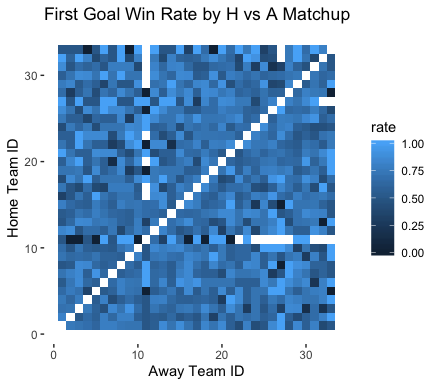 First Goal Win Rate by H vs A Matchup
30
20
10
0
Home Team ID
0 10 20 30
Away Team ID
rate
1.00
0.75
0.50
0.25
0.00